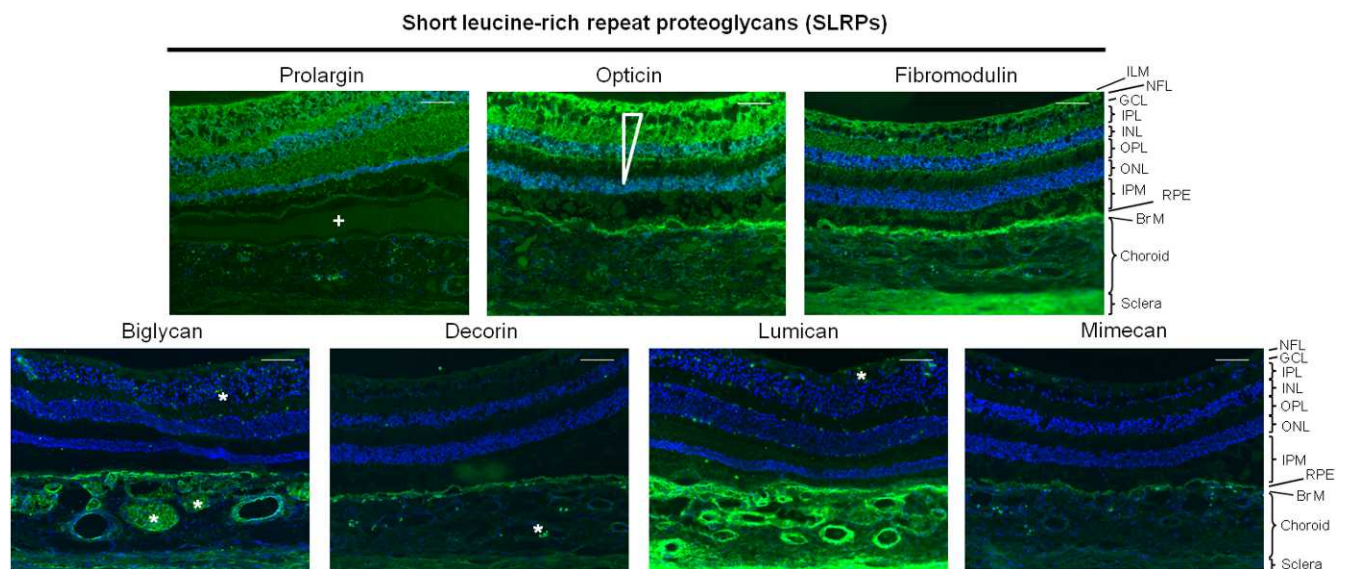 Short leucine-rich repeat proteoglycans (SLRPs)
Prolargin
Opticin
Fibromodulin
ILM
NFL
GCL
IPL
INL
OPL
ONL
IPM
RPE
BrM
Choroid
Sclera
+
Biglycan
Decorin
Lumican
Mimecan
NFL
GCL
IPL
INL
OPL
ONL
IPM
RPE
BrM
Choroid
Sclera
*
*
*
*
*